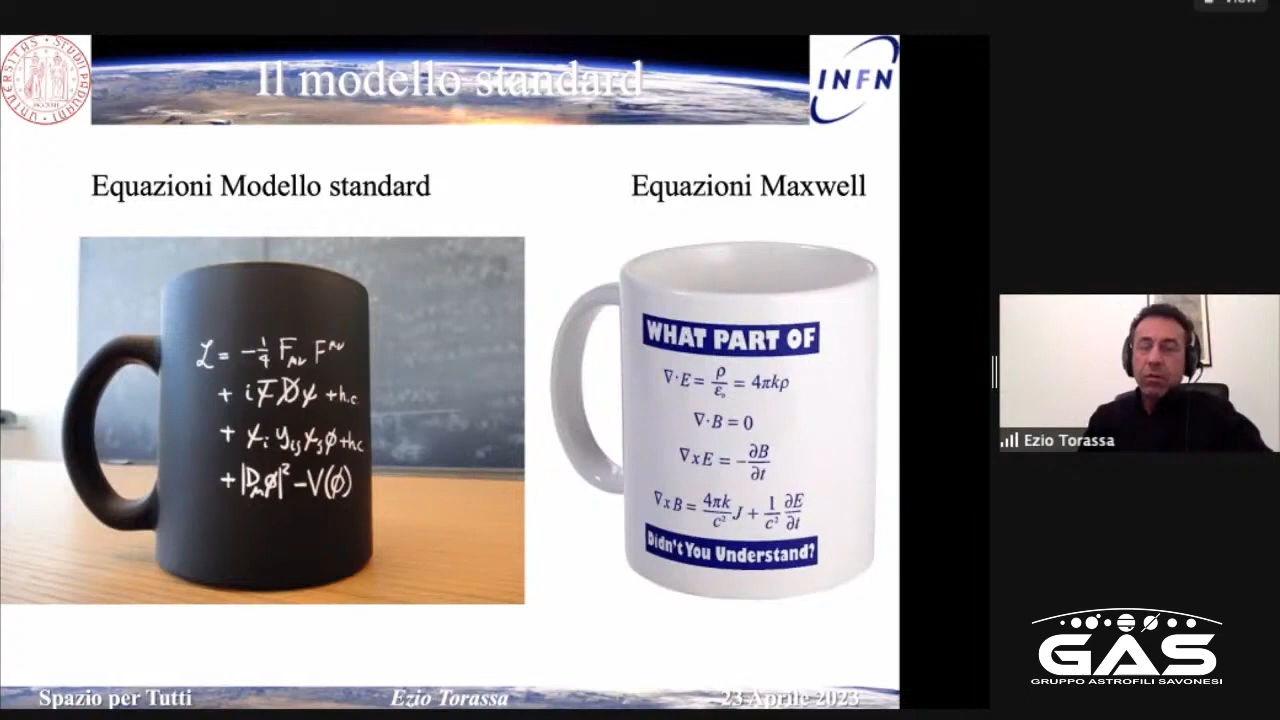 View
Il modello standard
INFN
Equazioni Modello standard
Equazioni Maxwell
ℒ = -¼ F_μν F^μν
+ i ψ̄ D̸ ψ + h.c.
+ ψ_i y_ij ψ_j φ + h.c.
+ |D_μ φ|² - V(φ)
WHAT PART OF
∇·E = ρ/ε₀ = 4πkρ
∇·B = 0
∇xE = -∂B/∂t
∇xB = 4πk/c² J + 1/c² ∂E/∂t
Didn't You Understand?
Ezio Torassa
GAS
GRUPPO ASTROFILI SAVONESI
Spazio per Tutti
Ezio Torassa
23 Aprile 2023